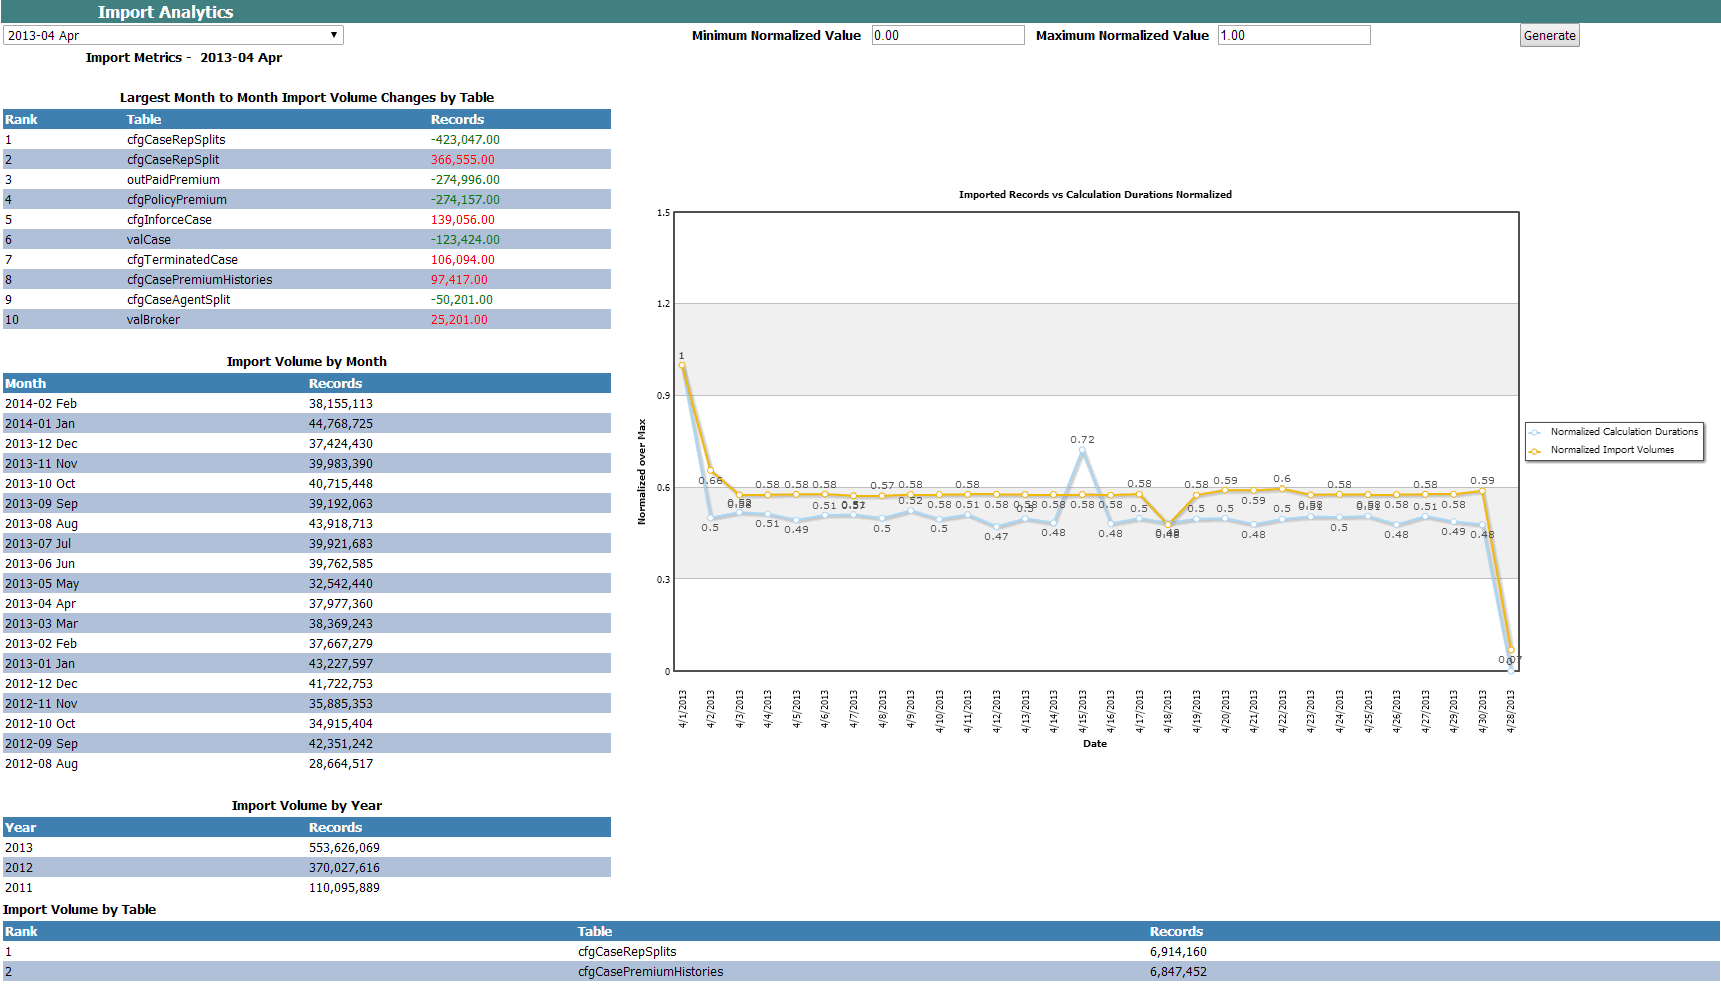 Import Analytics
2013-04 Apr
Minimum Normalized Value 0.00 Maximum Normalized Value 1.00 Generate
Import Metrics - 2013-04 Apr
Largest Month to Month Import Volume Changes by Table
Rank Table Records
1 cfgCaseRepSplits -423,047.00
2 cfgCaseRepSplit 366,555.00
3 outPaidPremium -274,996.00
4 cfgPolicyPremium -274,157.00
5 cfgInforceCase 139,056.00
6 valCase -123,424.00
7 cfgTerminatedCase 106,094.00
8 cfgCasePremiumHistories 97,417.00
9 cfgCaseAgentSplit -50,201.00
10 valBroker 25,201.00
Import Volume by Month
Month Records
2014-02 Feb 38,155,113
2014-01 Jan 44,768,725
2013-12 Dec 37,424,430
2013-11 Nov 39,983,390
2013-10 Oct 40,715,448
2013-09 Sep 39,192,063
2013-08 Aug 43,918,713
2013-07 Jul 39,921,683
2013-06 Jun 39,762,585
2013-05 May 32,542,440
2013-04 Apr 37,977,360
2013-03 Mar 38,369,243
2013-02 Feb 37,667,279
2013-01 Jan 43,227,597
2012-12 Dec 41,722,753
2012-11 Nov 35,885,353
2012-10 Oct 34,915,404
2012-09 Sep 42,351,242
2012-08 Aug 28,664,517
Import Volume by Year
Year Records
2013 553,626,069
2012 370,027,616
2011 110,095,889
Imported Records vs Calculation Durations Normalized
Normalized over Max
1.5
1.2
0.9
0.6
0.3
0
1
0.72
0.66 0.58 0.58 0.58 0.57 0.58 0.58 0.58 0.58 0.59 0.6 0.58 0.58 0.59
0.51 0.52 0.58 0.51 0.58 0.58 0.58 0.58 0.58 0.5 0.5 0.5 0.59 0.5 0.58 0.51 0.58
0.5 0.51 0.49 0.5 0.5 0.47 0.48 0.48 0.48 0.5 0.48 0.49 0.48
0.07
4/1/2013
4/2/2013
4/3/2013
4/4/2013
4/5/2013
4/6/2013
4/7/2013
4/8/2013
4/9/2013
4/10/2013
4/11/2013
4/12/2013
4/13/2013
4/14/2013
4/15/2013
4/16/2013
4/17/2013
4/18/2013
4/19/2013
4/20/2013
4/21/2013
4/22/2013
4/23/2013
4/24/2013
4/25/2013
4/26/2013
4/27/2013
4/29/2013
4/30/2013
4/28/2013
Date
Normalized Calculation Durations
Normalized Import Volumes
Import Volume by Table
Rank Table Records
1 cfgCaseRepSplits 6,914,160
2 cfgCasePremiumHistories 6,847,452